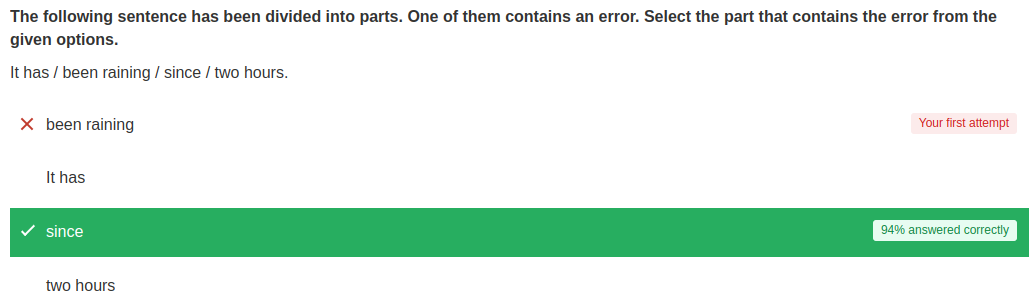 The following sentence has been divided into parts. One of them contains an error. Select the part that contains the error from the
given options.
It has / been raining / since / two hours.
been raining
Your first attempt
It has
since
94% answered correctly
two hours